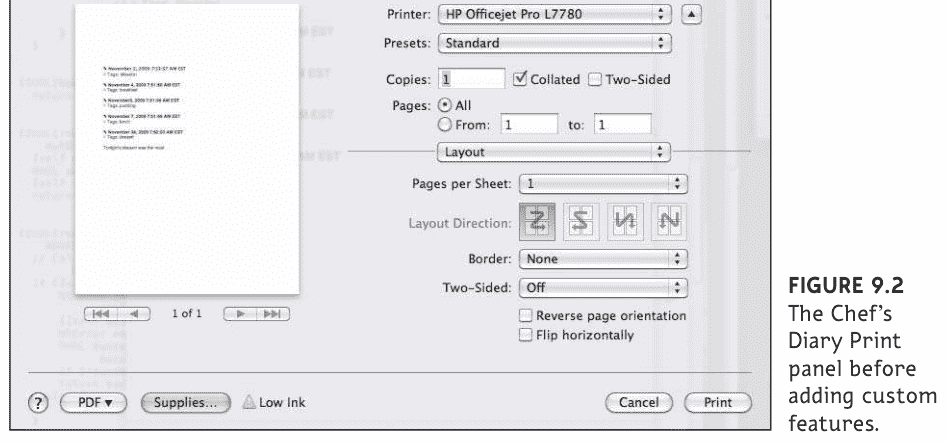 Printer: HP Officejet Pro L7780
Presets: Standard
Copies: 1 Collated Two-Sided
Pages: All
From: 1 to: 1
Layout
Pages per Sheet: 1
Layout Direction:
Border: None
Two-Sided: Off
Reverse page orientation
Flip horizontally
1 of 1
? PDF Supplies... Low Ink Cancel Print
FIGURE 9.2
The Chef's
Diary Print
panel before
adding custom
features.